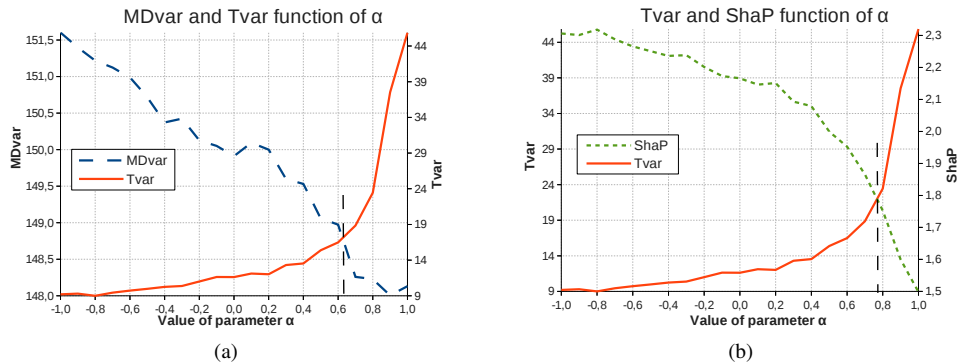 MDvar and Tvar function of α
151,5
151,0
150,5
150,0
149,5
149,0
148,5
148,0
MDvar
44
39
34
29
24
19
14
9
Tvar
MDvar
Tvar
-1,0 -0,8 -0,6 -0,4 -0,2 0,0 0,2 0,4 0,6 0,8 1,0
Value of parameter α
(a)
Tvar and ShaP function of α
44
39
34
29
24
19
14
9
Tvar
2,3
2,2
2,1
2,0
1,9
1,8
1,7
1,6
1,5
ShaP
ShaP
Tvar
-1,0 -0,8 -0,6 -0,4 -0,2 0,0 0,2 0,4 0,6 0,8 1,0
Value of parameter α
(b)